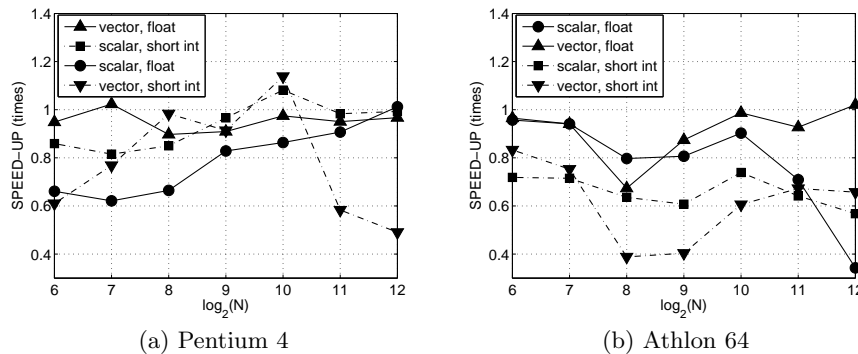 1.4
1.2
1
0.8
0.6
0.4
SPEED−UP (times)
vector, float
scalar, short int
scalar, float
vector, short int
6 7 8 9 10 11 12
log2(N)
(a) Pentium 4
1.4
1.2
1
0.8
0.6
0.4
SPEED−UP (times)
scalar, float
vector, float
scalar, short int
vector, short int
6 7 8 9 10 11 12
log2(N)
(b) Athlon 64